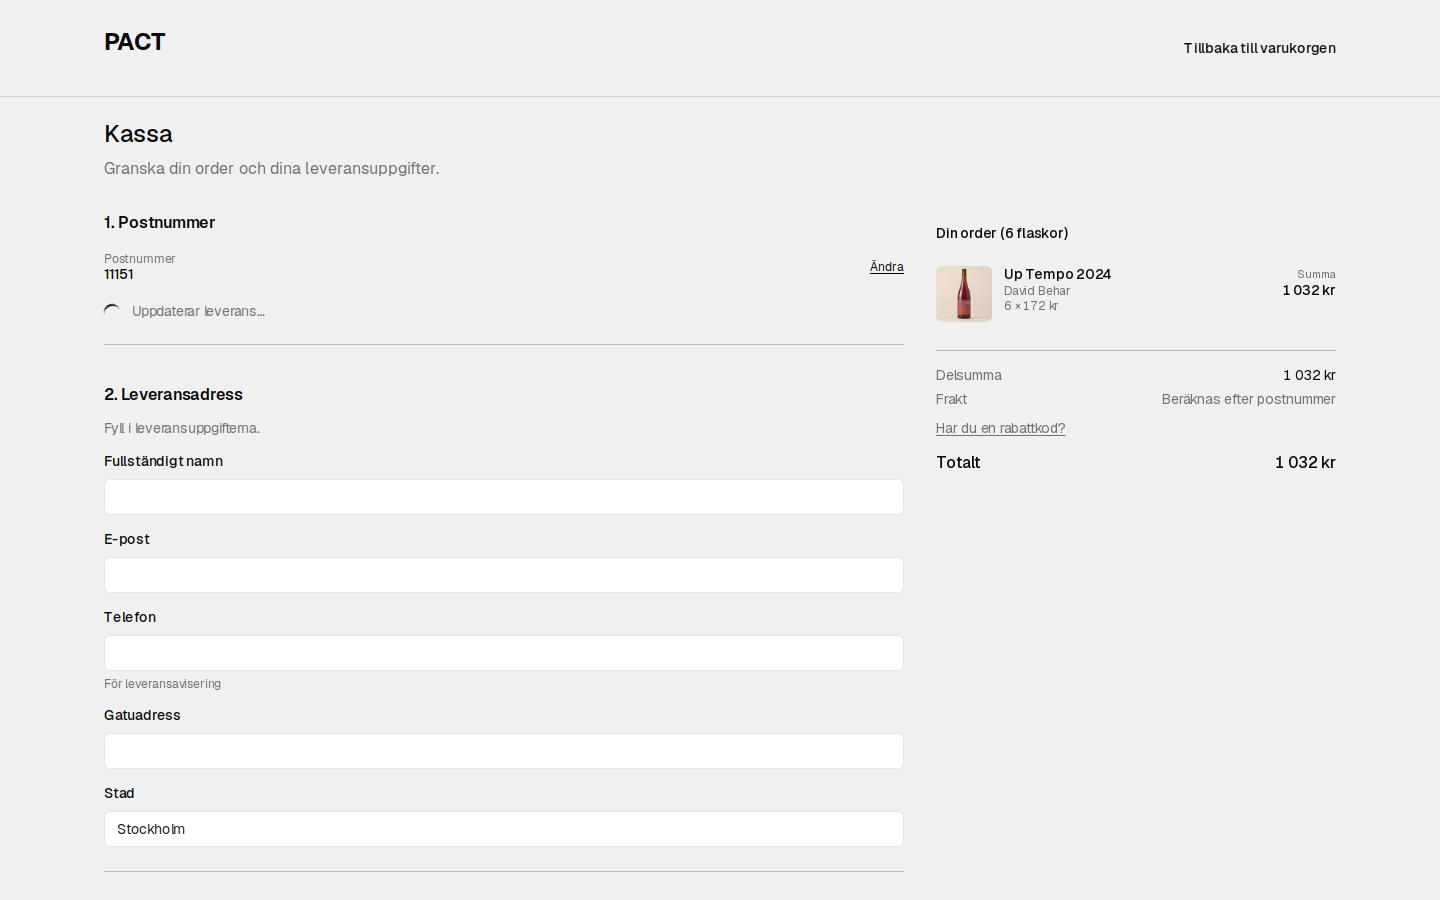 PACT
Tillbaka till varukorgen
Kassa
Granska din order och dina leveransuppgifter.
1. Postnummer
Postnummer
11151
Ändra
Uppdaterar leverans...
2. Leveransadress
Fyll i leveransuppgifterna.
Fullständigt namn
E-post
Telefon
För leveransavisering
Gatuadress
Stad
Stockholm
Din order (6 flaskor)
Up Tempo 2024
David Behar
6 × 172 kr
Summa
1 032 kr
Delsumma
1 032 kr
Frakt
Beräknas efter postnummer
Har du en rabattkod?
Totalt
1 032 kr